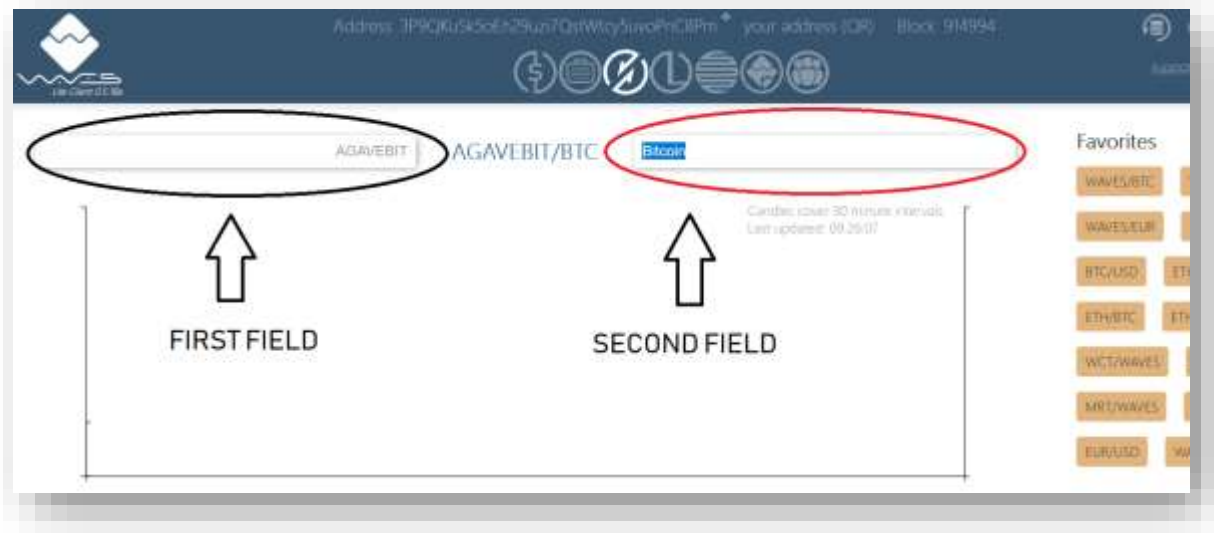 Address: your address (QR) Block: 914994
WAVES
AGAVEBIT AGAVEBIT/BTC Bitcoin
Favorites
WAVES/BTC
Candles cover 30 minute intervals
Last updated: 09:26:07
WAVES/EUR
BTC/USD
FIRST FIELD SECOND FIELD
ETH/BTC
WCT/WAVES
MRT/WAVES
EUR/USD